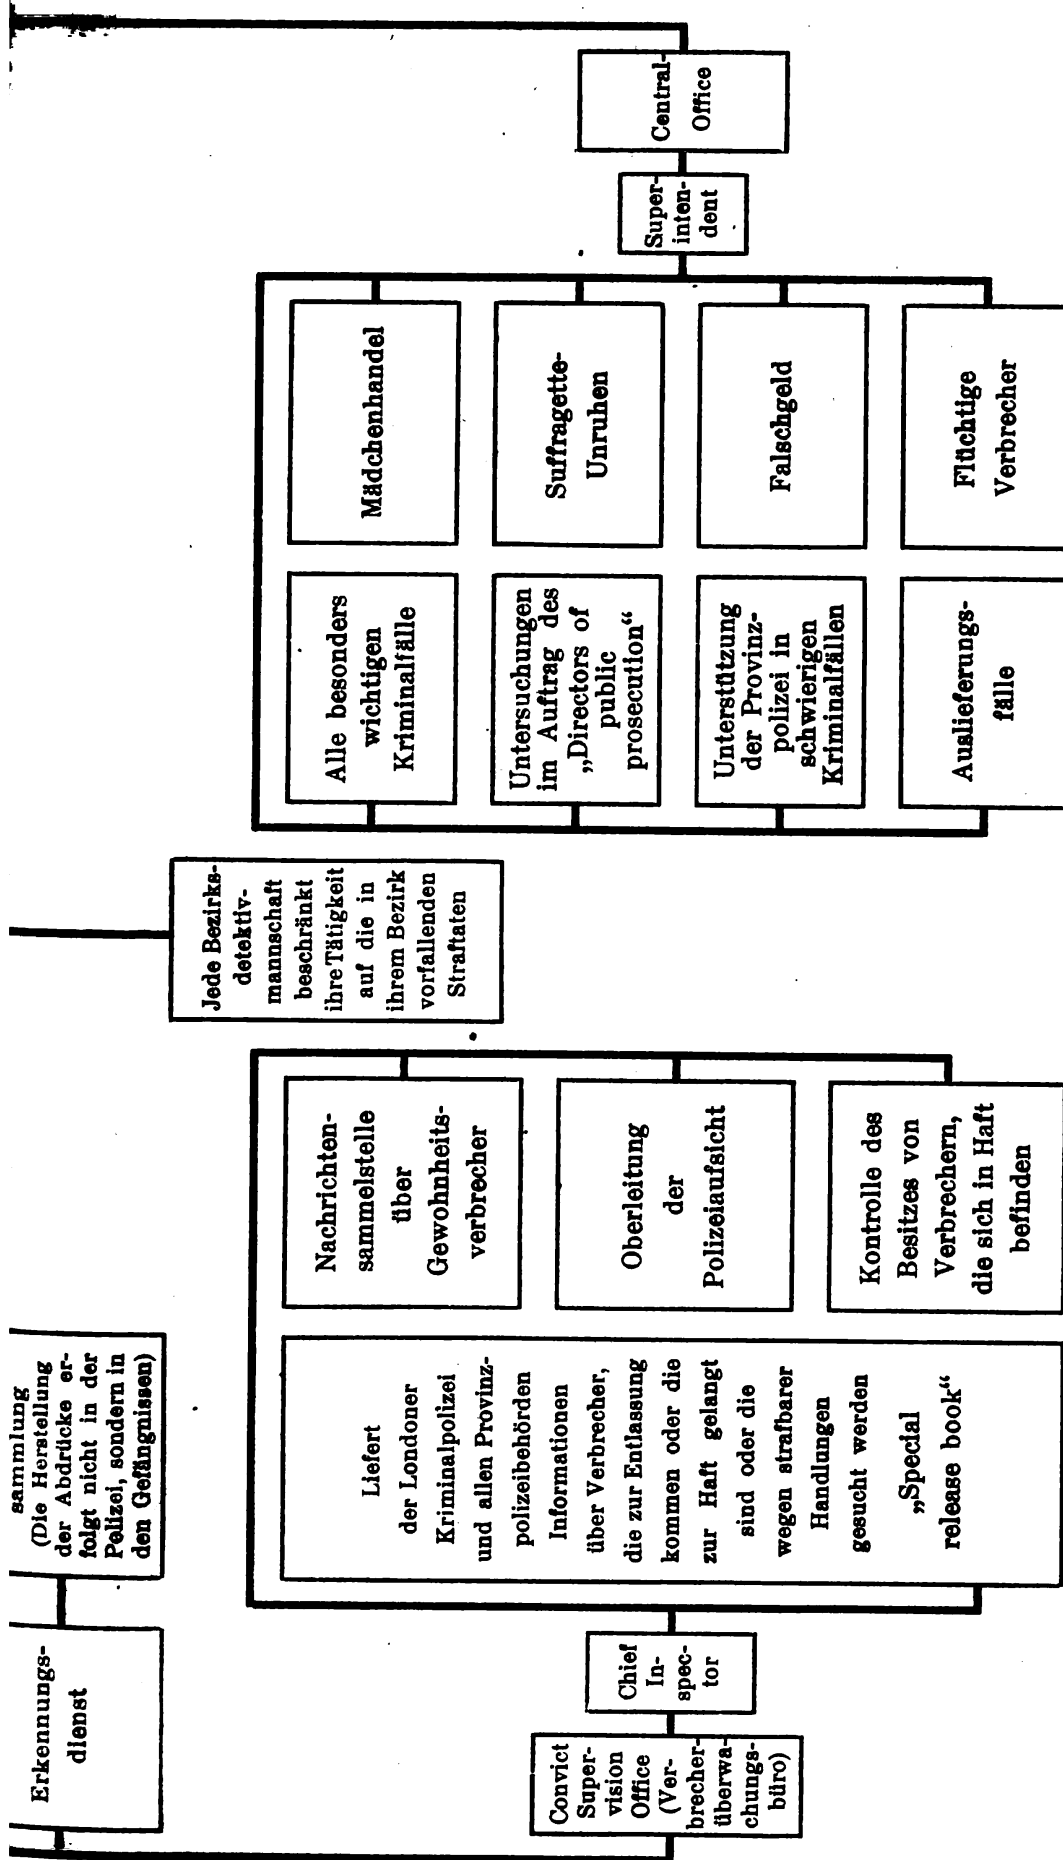 Erkennungs-
dienst
sammlung
(Die Herstellung
der Abdrücke er-
folgt nicht in der
Polizei, sondern in
den Gefängnissen)
Convict
Super-
vision
Office
(Ver-
brecher-
überwa-
chungs-
büro)
Chief
In-
spec-
tor
Liefert
der Londoner
Kriminalpolizei
und allen Provinz-
polizeibehörden
Informationen
über Verbrecher,
die zur Entlassung
kommen oder die
zur Haft gelangt
sind oder die
wegen strafbarer
Handlungen
gesucht werden
„Special
release book“
Nachrichten-
sammelstelle
über
Gewohnheits-
verbrecher
Oberleitung
der
Polizeiaufsicht
Kontrolle des
Besitzes von
Verbrechern,
die sich in Haft
befinden
Jede Bezirks-
detektiv-
mannschaft
beschränkt
ihre Tätigkeit
auf die in
ihrem Bezirk
vorfallenden
Straftaten
Alle besonders
wichtigen
Kriminalfälle
Untersuchungen
im Auftrag des
„Directors of
public
prosecution“
Unterstützung
der Provinz-
polizei in
schwierigen
Kriminalfällen
Auslieferungs-
fälle
Mädchenhandel
Suffragette-
Unruhen
Falschgeld
Flüchtige
Verbrecher
Super-
inten-
dent
Central-
Office